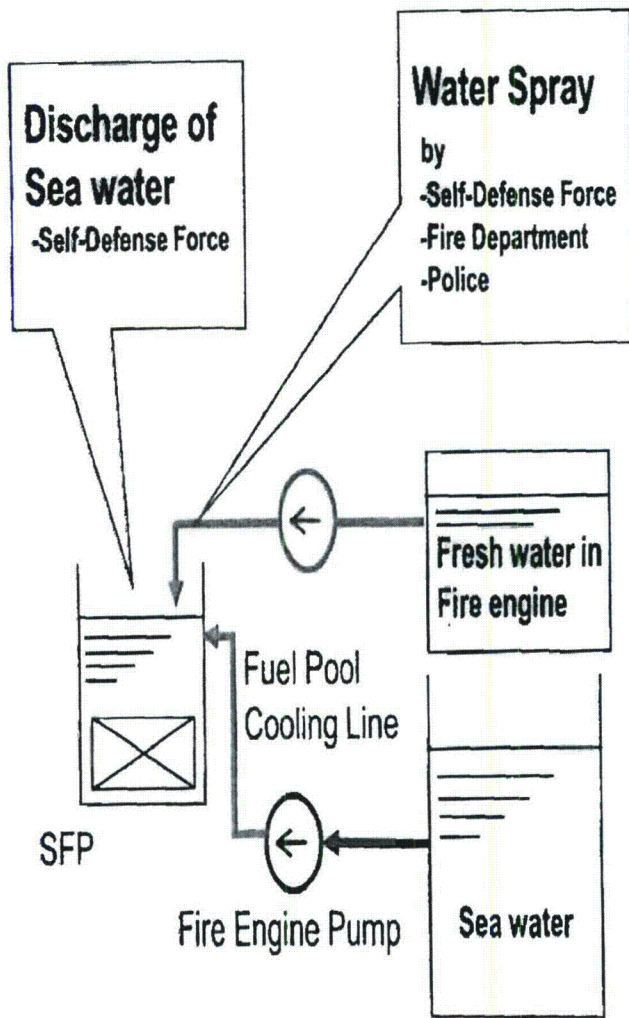 Discharge of
Sea water
-Self-Defense Force
Water Spray
by
-Self-Defense Force
-Fire Department
-Police
Fresh water in
Fire engine
Fuel Pool
Cooling Line
SFP
Fire Engine Pump
Sea water